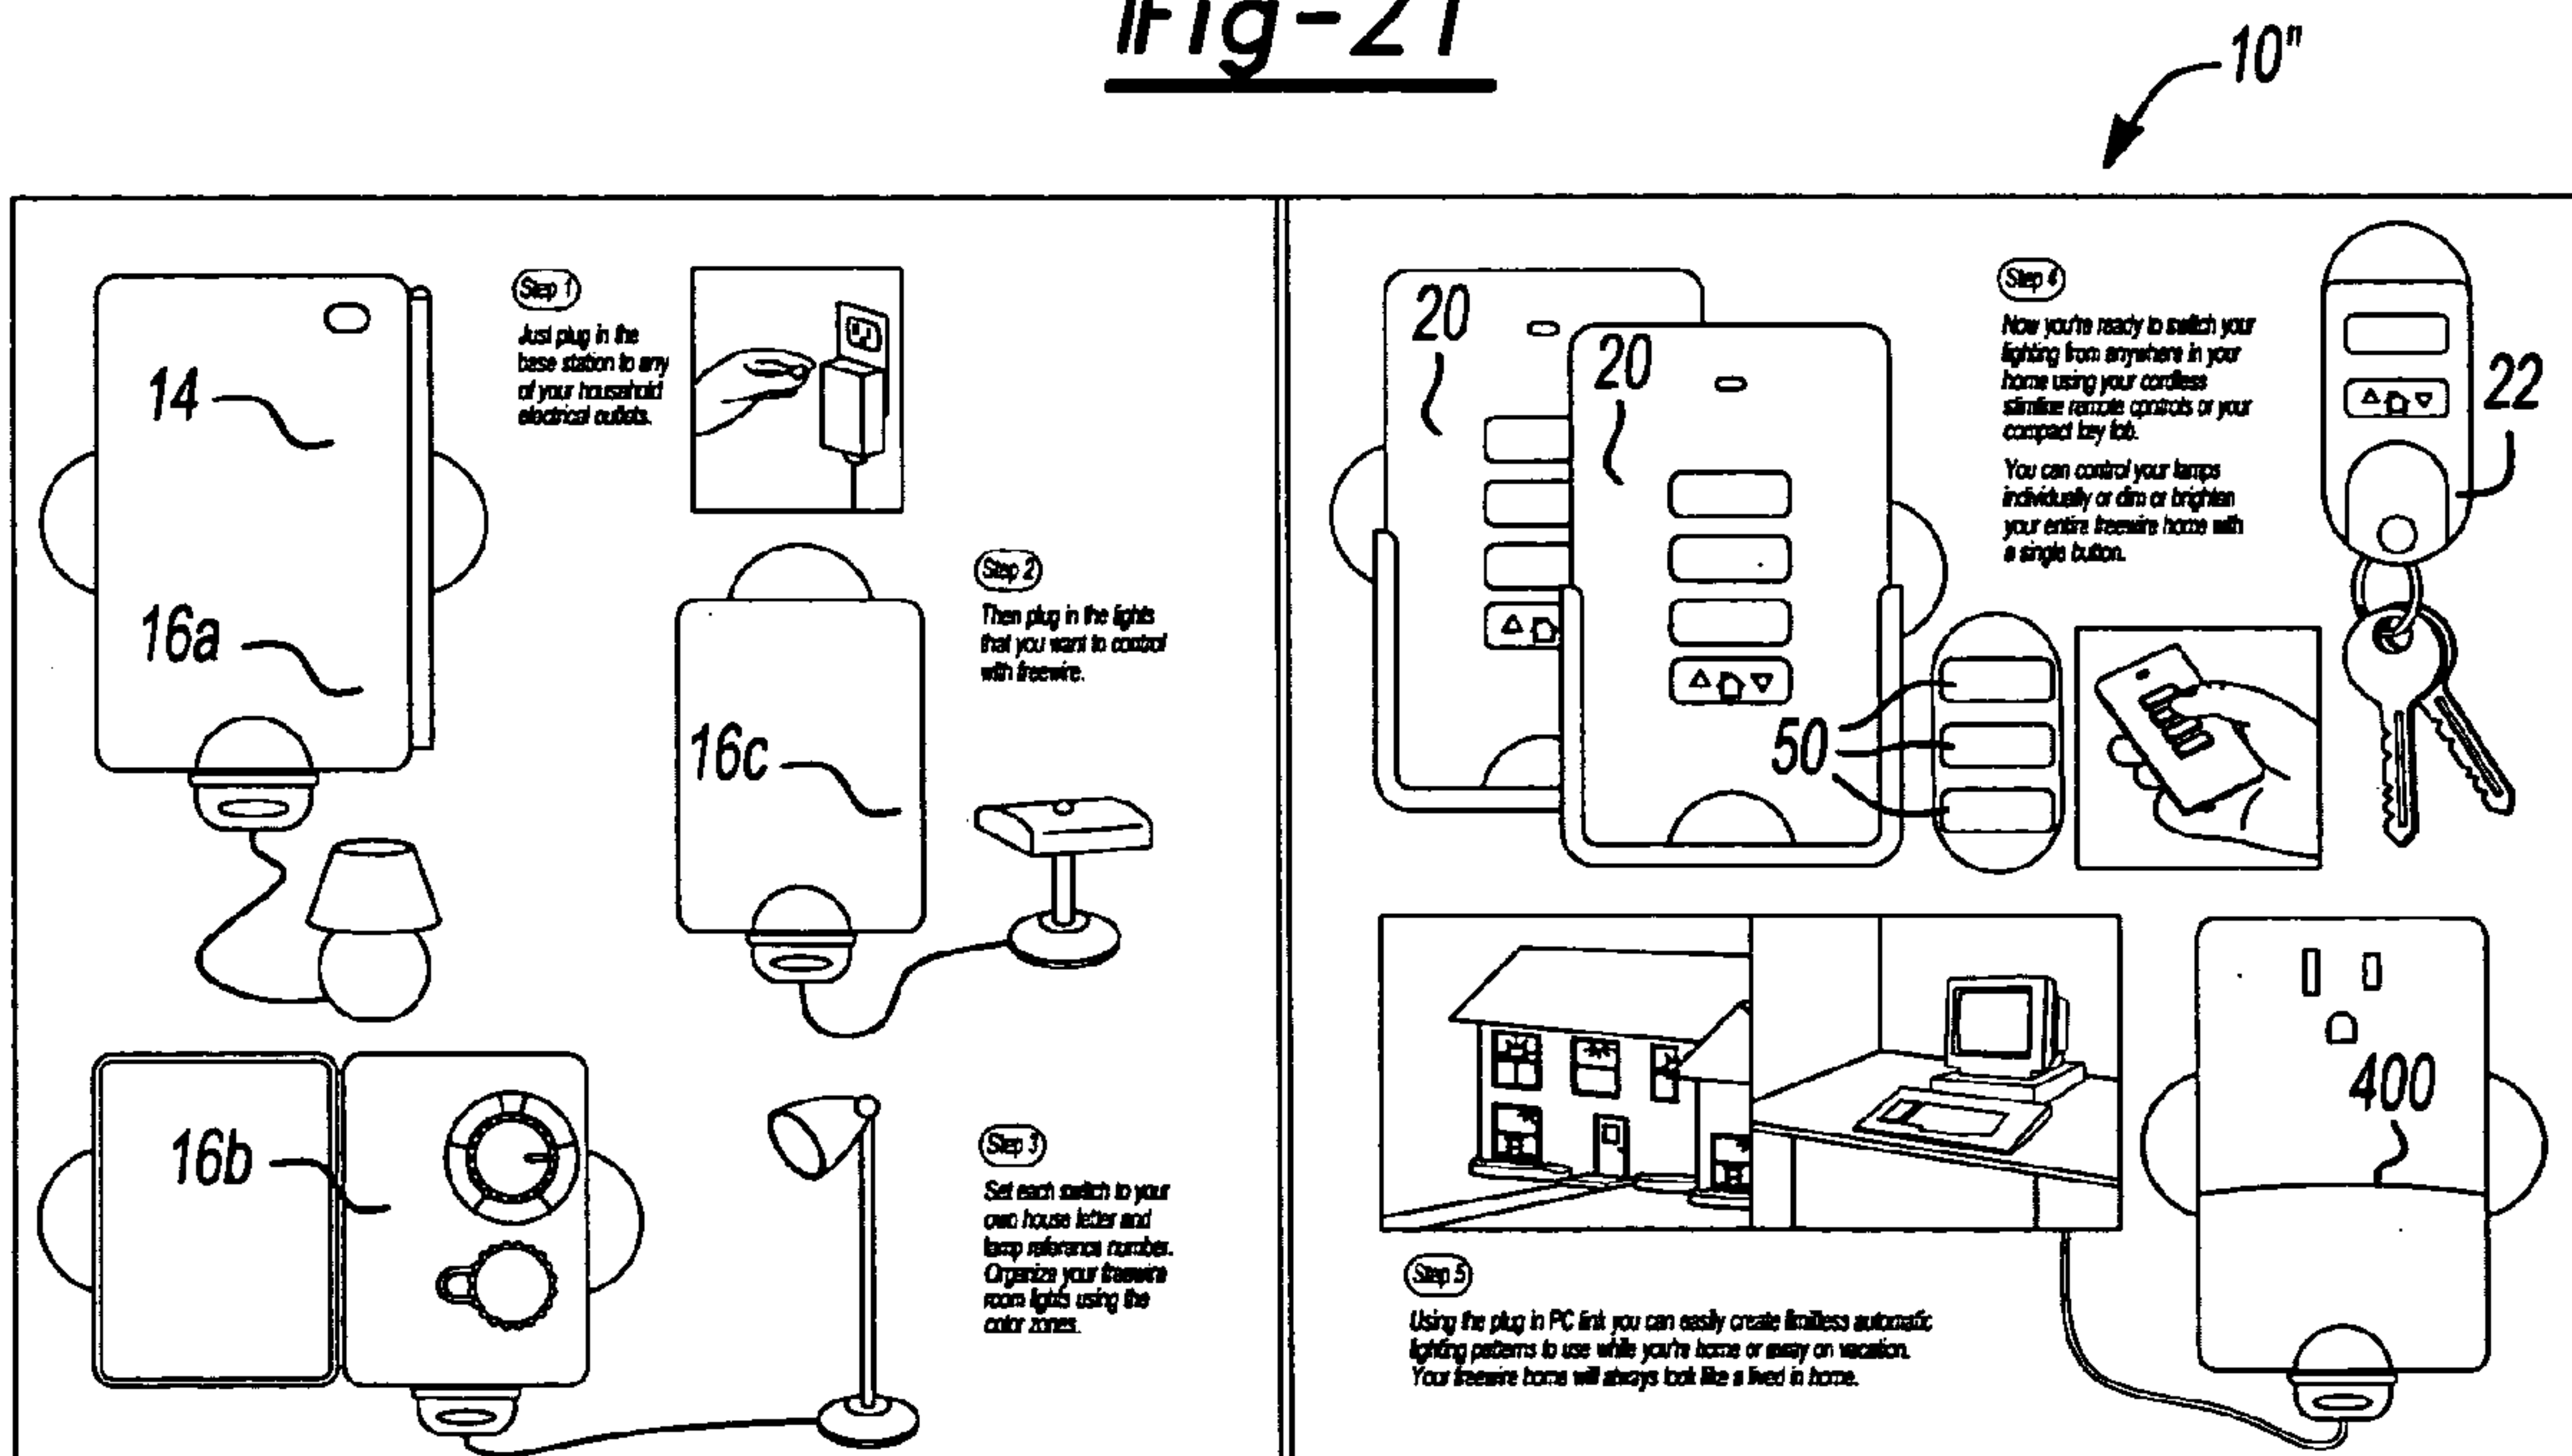 Fig-21
10"
14
16a
Step 1
Just plug in the
base station to any
of your household
electrical outlets.
16c
Step 2
Then plug in the lights
that you want to control
with freewire.
16b
Step 3
Set each switch to your
own house letter and
lamp reference number.
Organize your freewire
room lights using the
color zones.
20
20
50
Step 4
Now you're ready to switch your
lighting from anywhere in your
home using your cordless
slimline remote controls or your
compact key fob.
You can control your lamps
individually or dim or brighten
your entire freewire home with
a single button.
22
400
Step 5
Using the plug in PC link you can easily create limitless automatic
lighting patterns to use while you're home or away on vacation.
Your freewire home will always look like a lived in home.